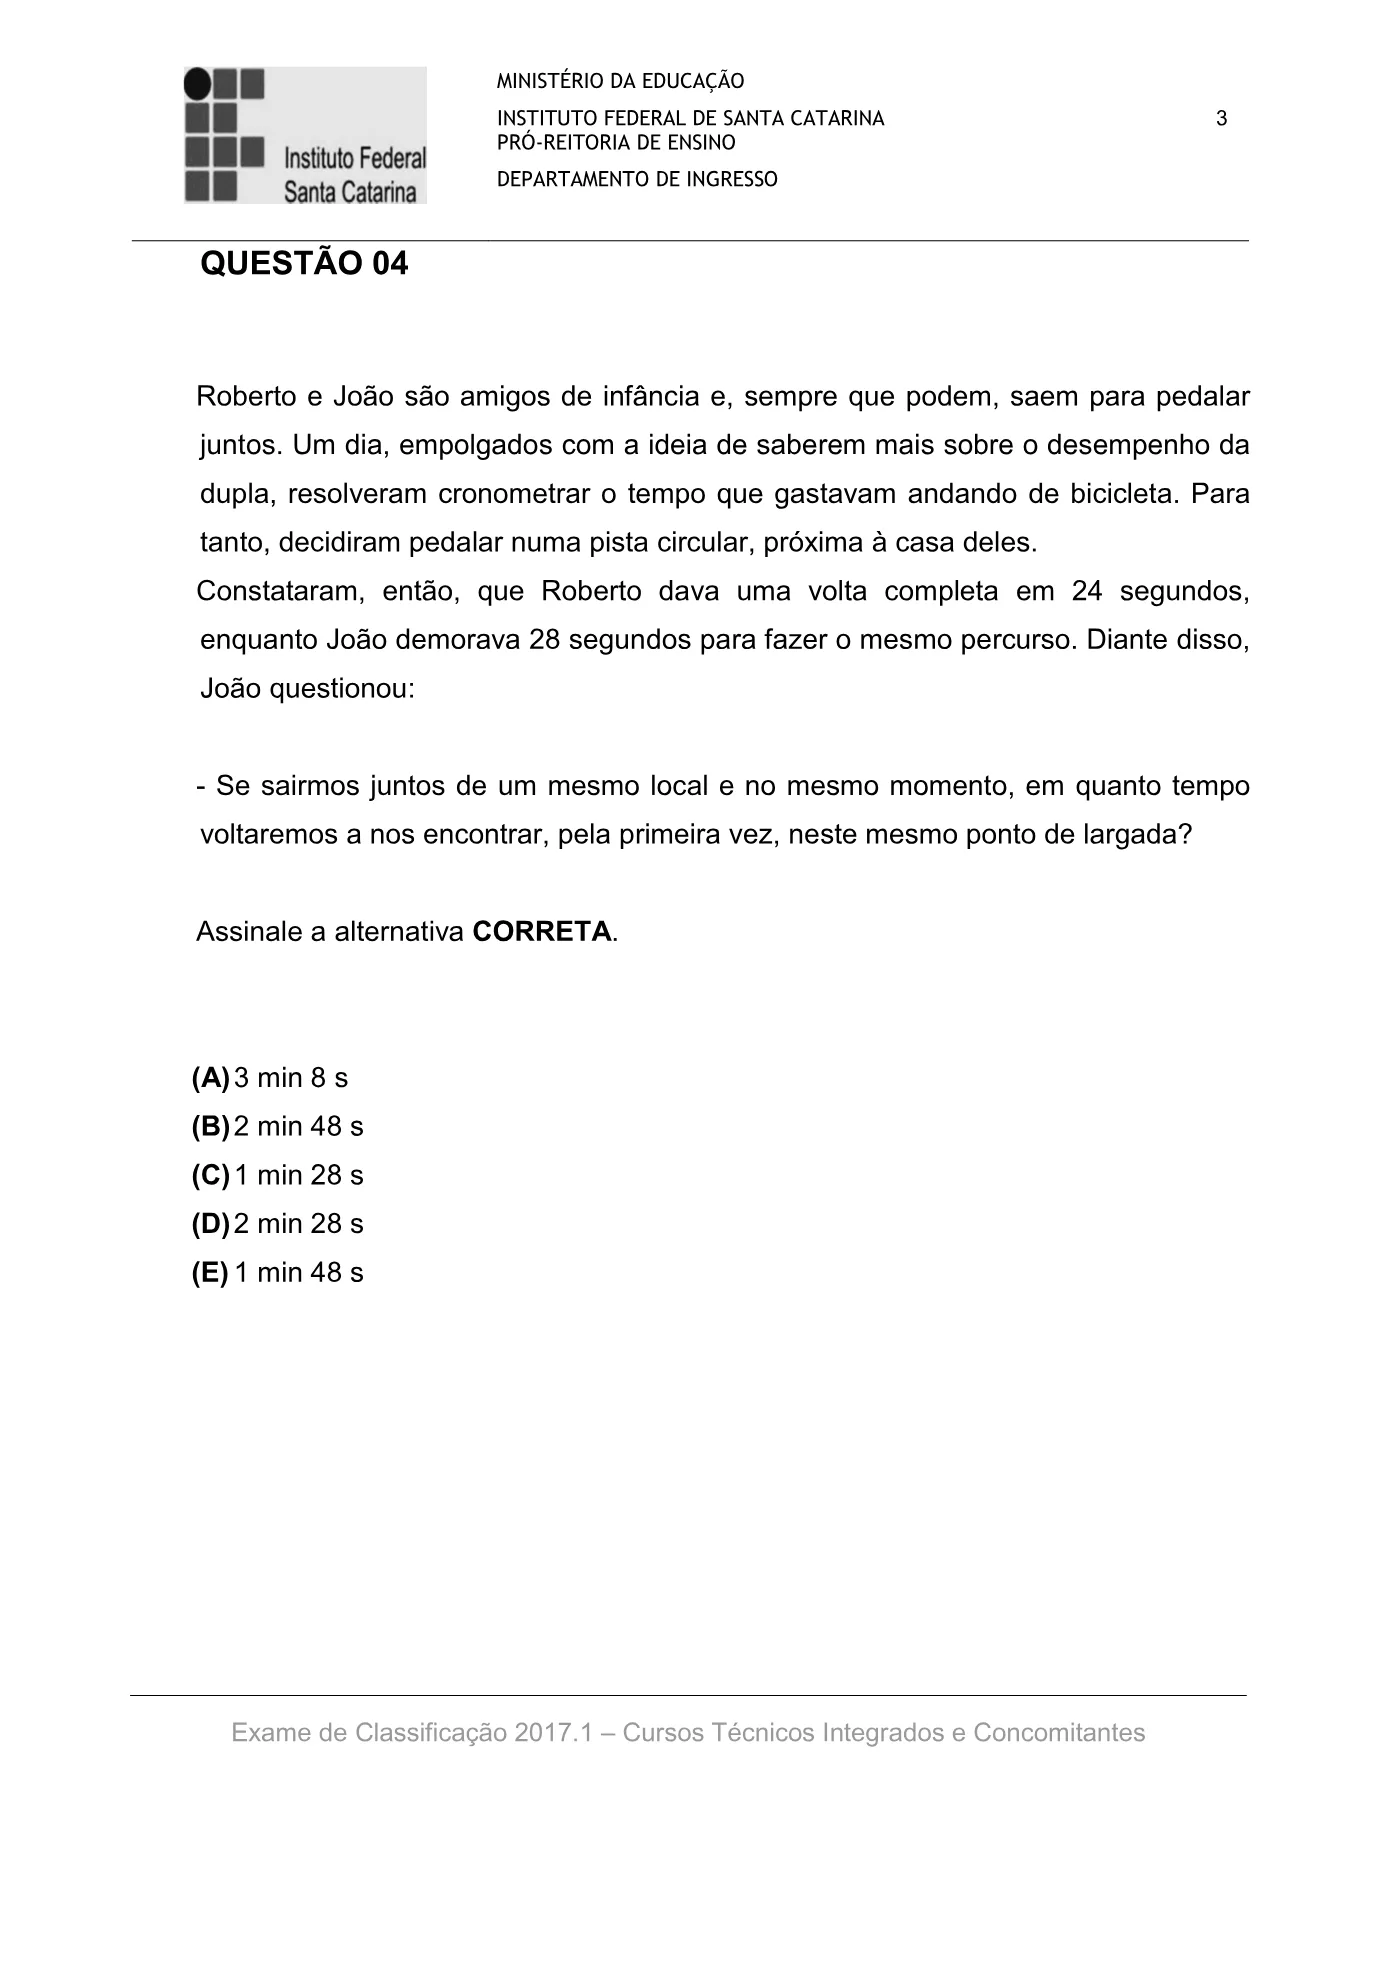 Instituto Federal
Santa Catarina
MINISTÉRIO DA EDUCAÇÃO
INSTITUTO FEDERAL DE SANTA CATARINA
PRÓ-REITORIA DE ENSINO
DEPARTAMENTO DE INGRESSO
3
QUESTÃO 04
Roberto e João são amigos de infância e, sempre que podem, saem para pedalar
juntos. Um dia, empolgados com a ideia de saberem mais sobre o desempenho da
dupla, resolveram cronometrar o tempo que gastavam andando de bicicleta. Para
tanto, decidiram pedalar numa pista circular, próxima à casa deles.
Constataram, então, que Roberto dava uma volta completa em 24 segundos,
enquanto João demorava 28 segundos para fazer o mesmo percurso. Diante disso,
João questionou:
- Se sairmos juntos de um mesmo local e no mesmo momento, em quanto tempo
voltaremos a nos encontrar, pela primeira vez, neste mesmo ponto de largada?
Assinale a alternativa CORRETA.
(A) 3 min 8 s
(B) 2 min 48 s
(C) 1 min 28 s
(D) 2 min 28 s
(E) 1 min 48 s
Exame de Classificação 2017.1 – Cursos Técnicos Integrados e Concomitantes